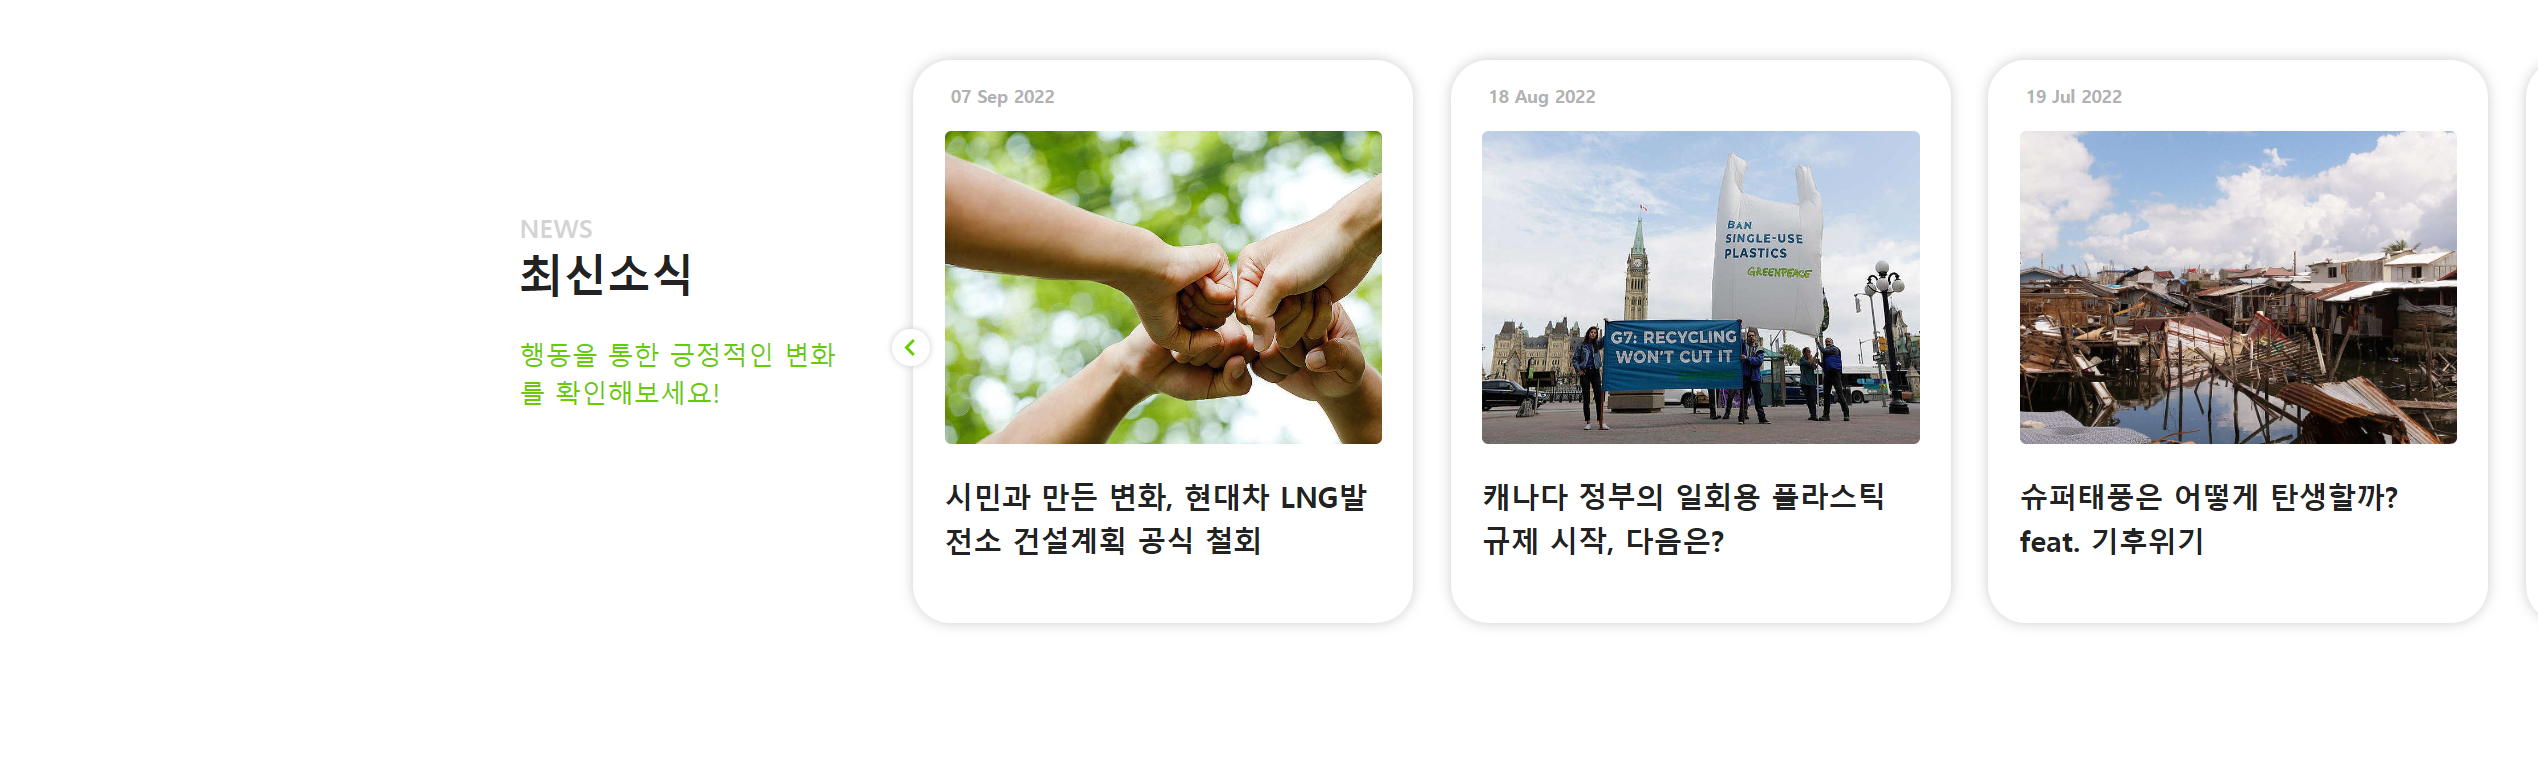 NEWS
최신소식
행동을 통한 긍정적인 변화
를 확인해보세요!
07 Sep 2022
시민과 만든 변화, 현대차 LNG발
전소 건설계획 공식 철회
18 Aug 2022
BAN
SINGLE-USE
PLASTICS
GREENPEACE
G7: RECYCLING
WON'T CUT IT
캐나다 정부의 일회용 플라스틱
규제 시작, 다음은?
19 Jul 2022
슈퍼태풍은 어떻게 탄생할까?
feat. 기후위기